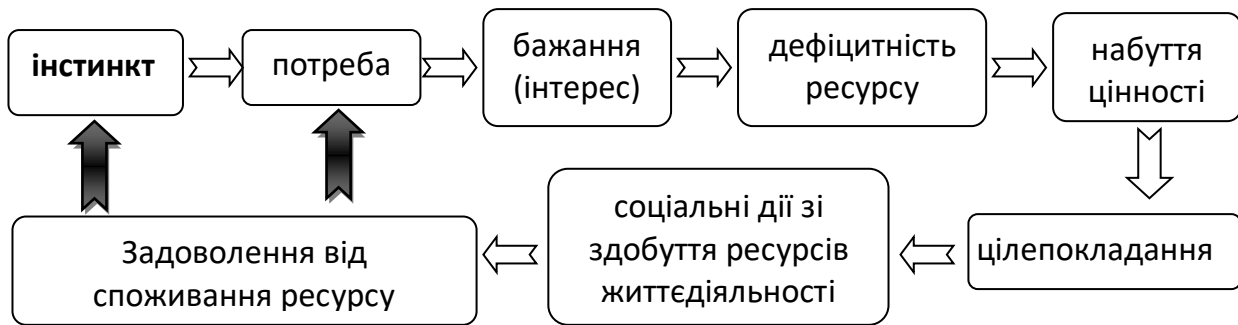 інстинкт
потреба
бажання
(інтерес)
дефіцитність
ресурсу
набуття
цінності
цілепокладання
соціальні дії зі
здобуття ресурсів
життєдіяльності
Задоволення від
споживання ресурсу